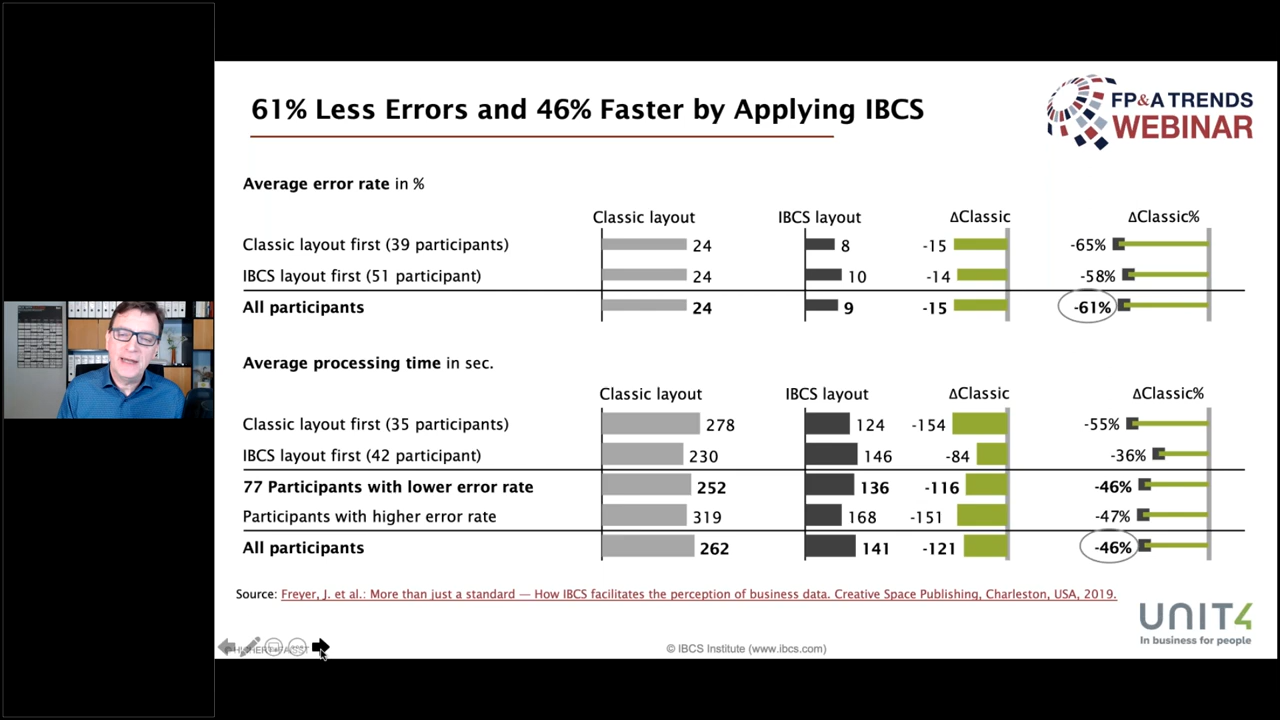 61% Less Errors and 46% Faster by Applying IBCS
FP&A TRENDS
WEBINAR
Average error rate in %
Classic layout IBCS layout ΔClassic ΔClassic%
Classic layout first (39 participants) 24 8 -15 -65%
IBCS layout first (51 participant) 24 10 -14 -58%
All participants 24 9 -15 -61%
Average processing time in sec.
Classic layout IBCS layout ΔClassic ΔClassic%
Classic layout first (35 participants) 278 124 -154 -55%
IBCS layout first (42 participant) 230 146 -84 -36%
77 Participants with lower error rate 252 136 -116 -46%
Participants with higher error rate 319 168 -151 -47%
All participants 262 141 -121 -46%
Source: Freyer, J. et al.: More than just a standard — How IBCS facilitates the perception of business data. Creative Space Publishing, Charleston, USA, 2019.
UNIT4
In business for people
© IBCS Institute (www.ibcs.com)